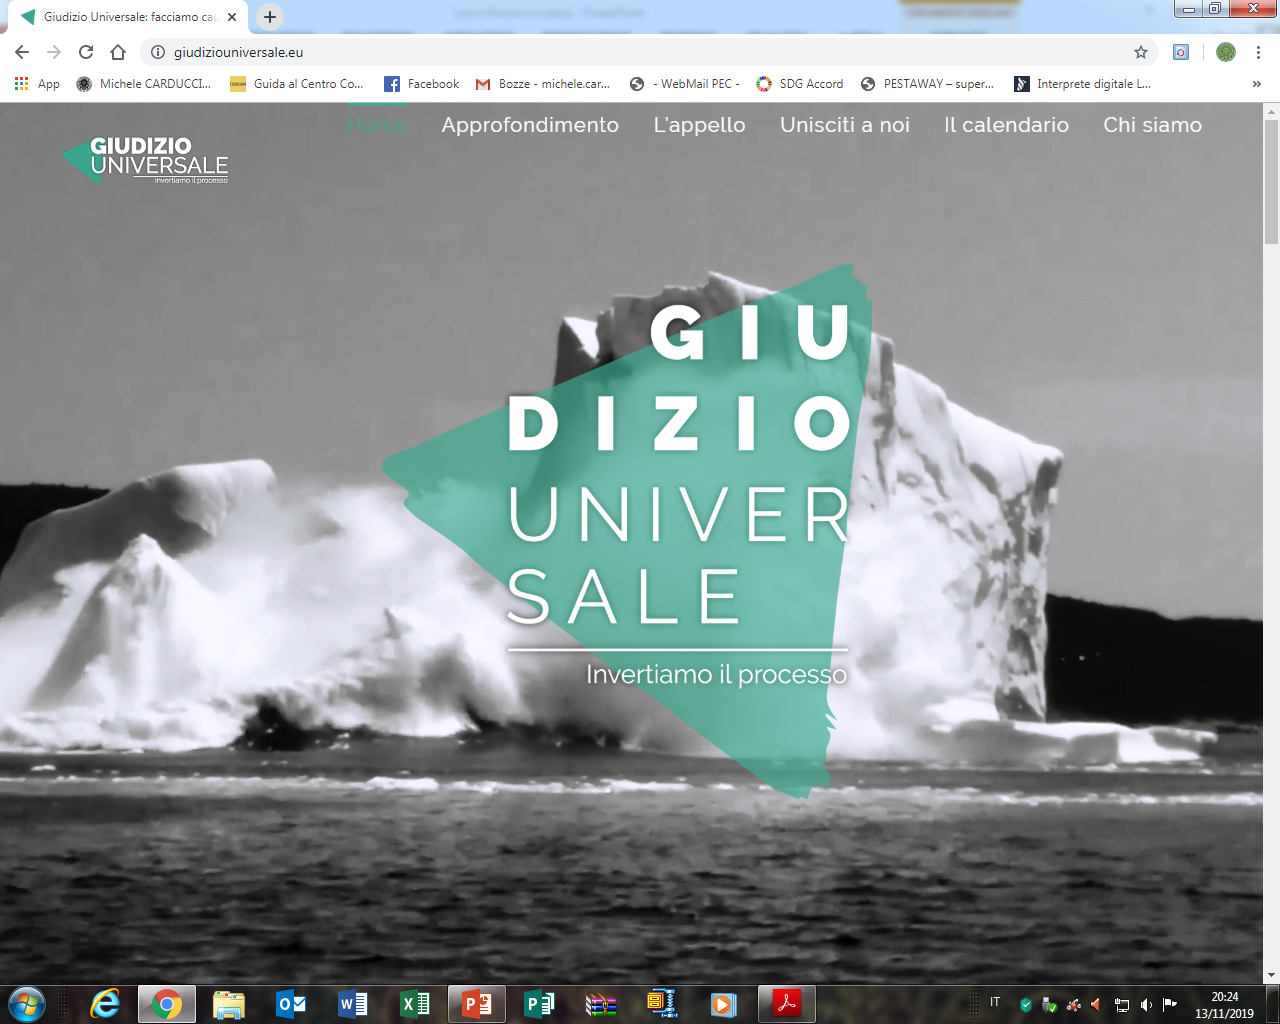 Giudizio Universale: facciamo cau
giudiziouniversale.eu
App
Michele CARDUCCI...
Guida al Centro Co...
Facebook
Bozze - michele.car...
- WebMail PEC -
SDG Accord
PESTAWAY – super...
Interprete digitale L...
»
Home
Approfondimento
L'appello
Unisciti a noi
Il calendario
Chi siamo
GIUDIZIO
UNIVERSALE
Invertiamo il processo
GIU
DIZIO
UNIVER
SALE
Invertiamo il processo
IT
20:24
13/11/2019